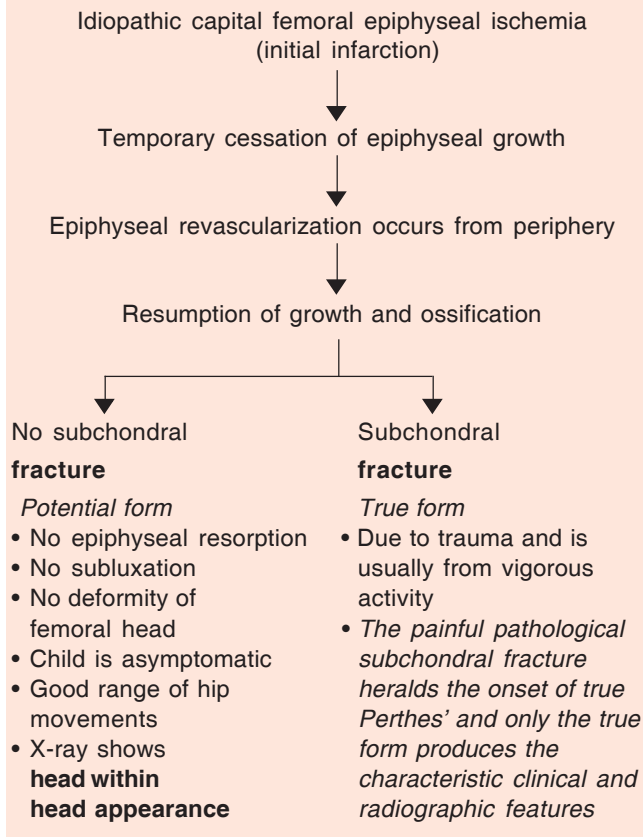 Idiopathic capital femoral epiphyseal ischemia
(initial infarction)
Temporary cessation of epiphyseal growth
Epiphyseal revascularization occurs from periphery
Resumption of growth and ossification
No subchondral
fracture
Potential form
• No epiphyseal resorption
• No subluxation
• No deformity of
femoral head
• Child is asymptomatic
• Good range of hip
movements
• X-ray shows
head within
head appearance
Subchondral
fracture
True form
• Due to trauma and is
usually from vigorous
activity
• The painful pathological
subchondral fracture
heralds the onset of true
Perthes' and only the true
form produces the
characteristic clinical and
radiographic features